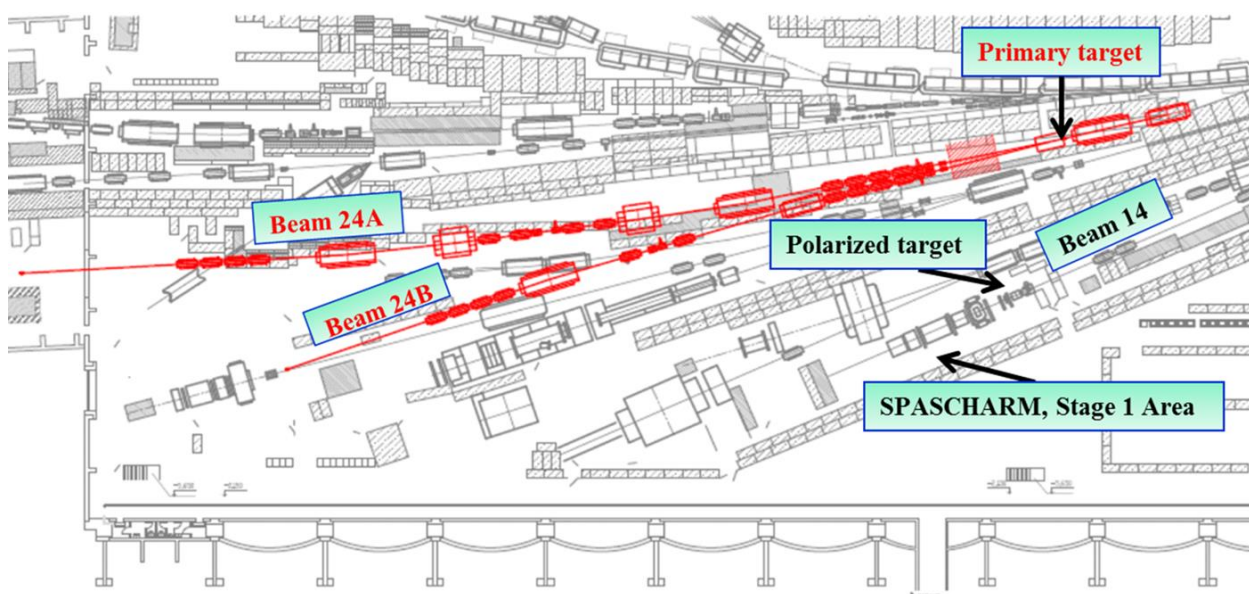 Primary target
Beam 24A
Beam 14
Polarized target
Beam 24B
SPASCHARM, Stage 1 Area